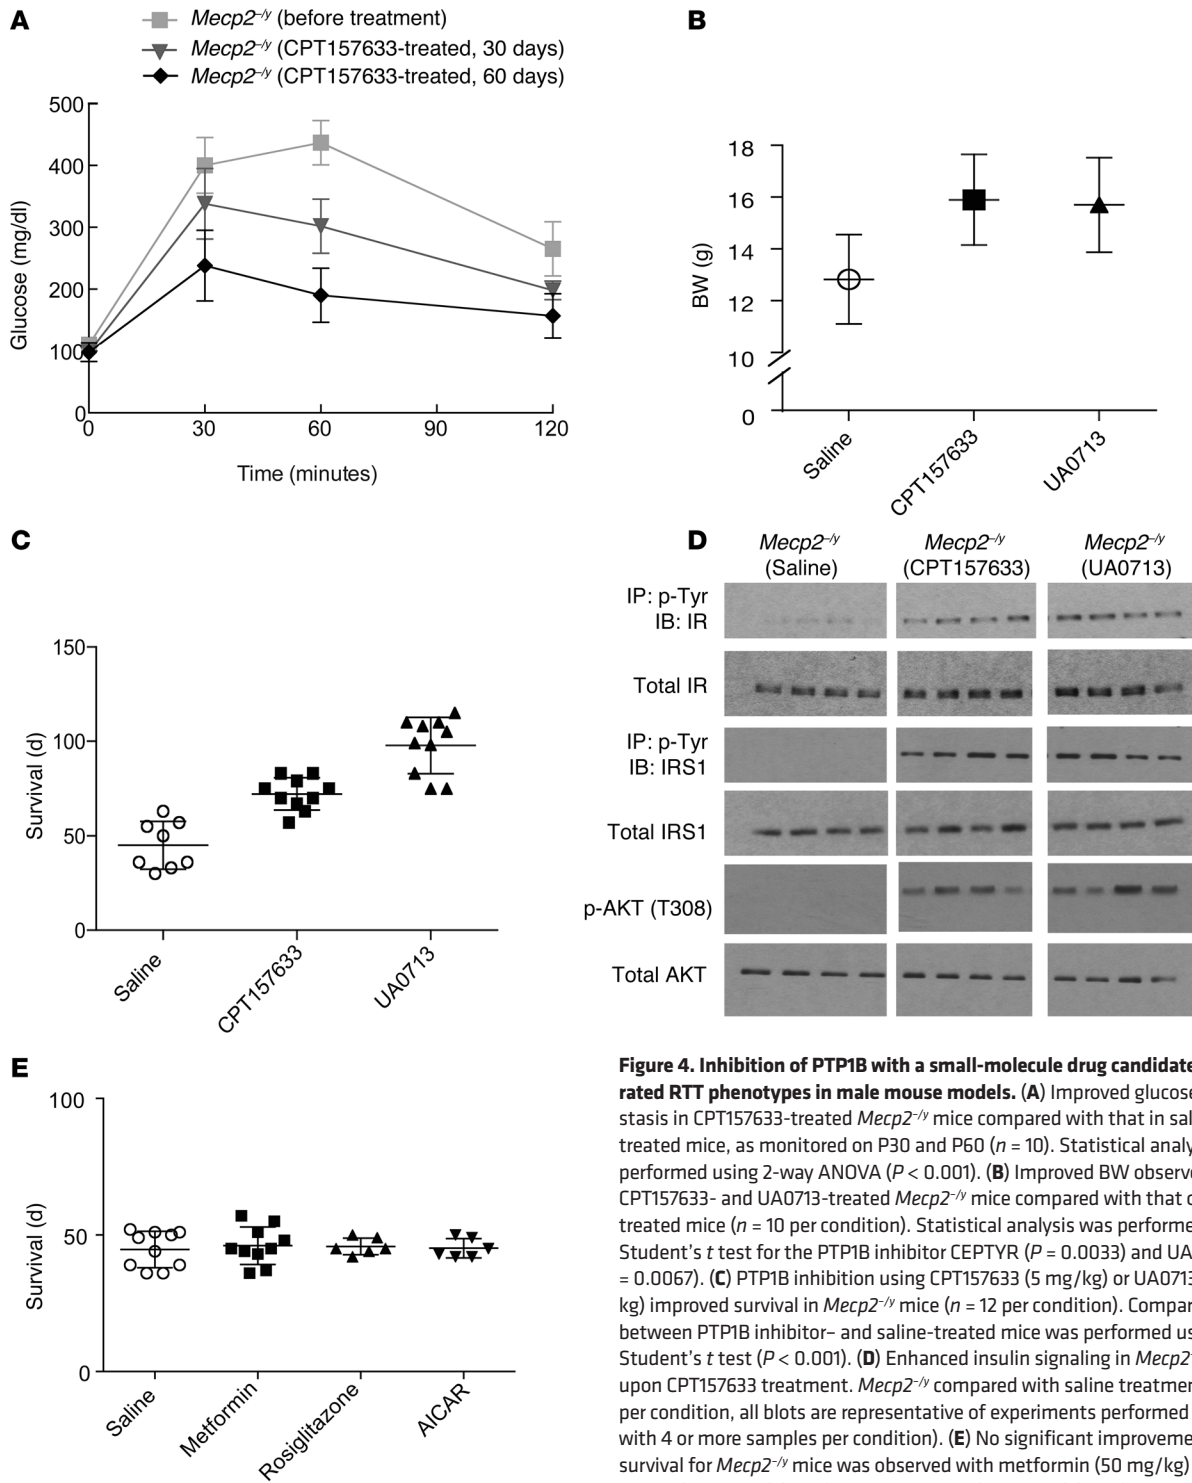 A
Mecp2⁻/ʸ (before treatment)
Mecp2⁻/ʸ (CPT157633-treated, 30 days)
Mecp2⁻/ʸ (CPT157633-treated, 60 days)
500
400
300
200
100
0
Glucose (mg/dl)
0 30 60 90 120
Time (minutes)
B
18
16
14
12
10
0
BW (g)
Saline
CPT157633
UA0713
C
150
100
50
0
Survival (d)
Saline
CPT157633
UA0713
D
Mecp2⁻/ʸ Mecp2⁻/ʸ Mecp2⁻/ʸ
(Saline) (CPT157633) (UA0713)
IP: p-Tyr
IB: IR
Total IR
IP: p-Tyr
IB: IRS1
Total IRS1
p-AKT (T308)
Total AKT
E
100
50
0
Survival (d)
Saline
Metformin
Rosiglitazone
AICAR
Figure 4. Inhibition of PTP1B with a small-molecule drug candidate
rated RTT phenotypes in male mouse models. (A) Improved glucose
stasis in CPT157633-treated Mecp2⁻/ʸ mice compared with that in sal
treated mice, as monitored on P30 and P60 (n = 10). Statistical analy
performed using 2-way ANOVA (P < 0.001). (B) Improved BW observe
CPT157633- and UA0713-treated Mecp2⁻/ʸ mice compared with that o
treated mice (n = 10 per condition). Statistical analysis was performe
Student's t test for the PTP1B inhibitor CEPTYR (P = 0.0033) and UA
= 0.0067). (C) PTP1B inhibition using CPT157633 (5 mg/kg) or UA0713
kg) improved survival in Mecp2⁻/ʸ mice (n = 12 per condition). Compar
between PTP1B inhibitor– and saline-treated mice was performed us
Student's t test (P < 0.001). (D) Enhanced insulin signaling in Mecp2⁻
upon CPT157633 treatment. Mecp2⁻/ʸ compared with saline treatmen
per condition, all blots are representative of experiments performed
with 4 or more samples per condition). (E) No significant improveme
survival for Mecp2⁻/ʸ mice was observed with metformin (50 mg/kg)